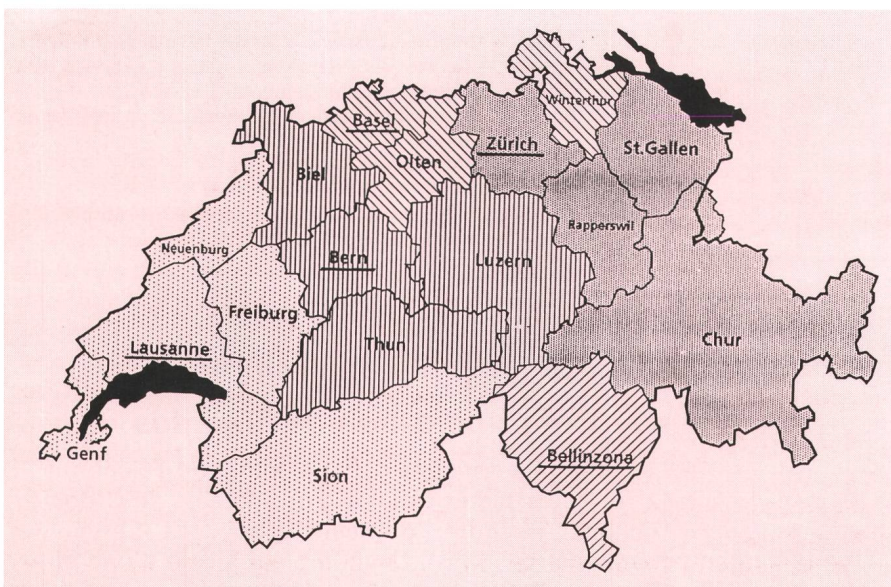 Winterthur
Basel
Zürich
St.Gallen
Olten
Biel
Rapperswil
Neuenburg
Bern
Luzern
Freiburg
Chur
Thun
Lausanne
Genf
Bellinzona
Sion